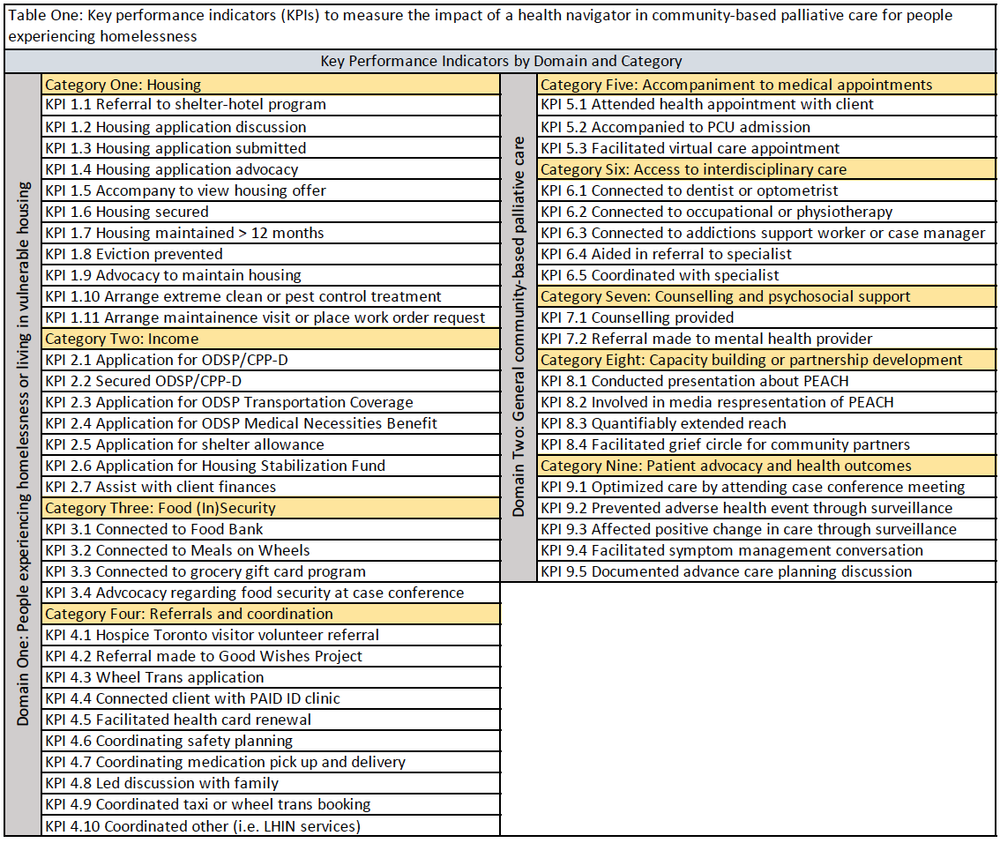 Table One: Key performance indicators (KPIs) to measure the impact of a health navigator in community-based palliative care for people
experiencing homelessness
Key Performance Indicators by Domain and Category
Domain One: People experiencing homelessness or living in vulnerable housing
Category One: Housing
KPI 1.1 Referral to shelter-hotel program
KPI 1.2 Housing application discussion
KPI 1.3 Housing application submitted
KPI 1.4 Housing application advocacy
KPI 1.5 Accompany to view housing offer
KPI 1.6 Housing secured
KPI 1.7 Housing maintained > 12 months
KPI 1.8 Eviction prevented
KPI 1.9 Advocacy to maintain housing
KPI 1.10 Arrange extreme clean or pest control treatment
KPI 1.11 Arrange maintainence visit or place work order request
Category Two: Income
KPI 2.1 Application for ODSP/CPP-D
KPI 2.2 Secured ODSP/CPP-D
KPI 2.3 Application for ODSP Transportation Coverage
KPI 2.4 Application for ODSP Medical Necessities Benefit
KPI 2.5 Application for shelter allowance
KPI 2.6 Application for Housing Stabilization Fund
KPI 2.7 Assist with client finances
Category Three: Food (In)Security
KPI 3.1 Connected to Food Bank
KPI 3.2 Connected to Meals on Wheels
KPI 3.3 Connected to grocery gift card program
KPI 3.4 Advcocacy regarding food security at case conference
Category Four: Referrals and coordination
KPI 4.1 Hospice Toronto visitor volunteer referral
KPI 4.2 Referral made to Good Wishes Project
KPI 4.3 Wheel Trans application
KPI 4.4 Connected client with PAID ID clinic
KPI 4.5 Facilitated health card renewal
KPI 4.6 Coordinating safety planning
KPI 4.7 Coordinating medication pick up and delivery
KPI 4.8 Led discussion with family
KPI 4.9 Coordinated taxi or wheel trans booking
KPI 4.10 Coordinated other (i.e. LHIN services)
Domain Two: General community-based palliative care
Category Five: Accompaniment to medical appointments
KPI 5.1 Attended health appointment with client
KPI 5.2 Accompanied to PCU admission
KPI 5.3 Facilitated virtual care appointment
Category Six: Access to interdisciplinary care
KPI 6.1 Connected to dentist or optometrist
KPI 6.2 Connected to occupational or physiotherapy
KPI 6.3 Connected to addictions support worker or case manager
KPI 6.4 Aided in referral to specialist
KPI 6.5 Coordinated with specialist
Category Seven: Counselling and psychosocial support
KPI 7.1 Counselling provided
KPI 7.2 Referral made to mental health provider
Category Eight: Capacity building or partnership development
KPI 8.1 Conducted presentation about PEACH
KPI 8.2 Involved in media respresentation of PEACH
KPI 8.3 Quantifiably extended reach
KPI 8.4 Facilitated grief circle for community partners
Category Nine: Patient advocacy and health outcomes
KPI 9.1 Optimized care by attending case conference meeting
KPI 9.2 Prevented adverse health event through surveillance
KPI 9.3 Affected positive change in care through surveillance
KPI 9.4 Facilitated symptom management conversation
KPI 9.5 Documented advance care planning discussion